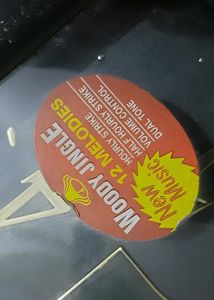 WOODY JINGLE
12 MELODIES
HOURLY STRIKE
HALF HOURLY STRIKE
VOLUME CONTROL
DUAL TONE
New
Music